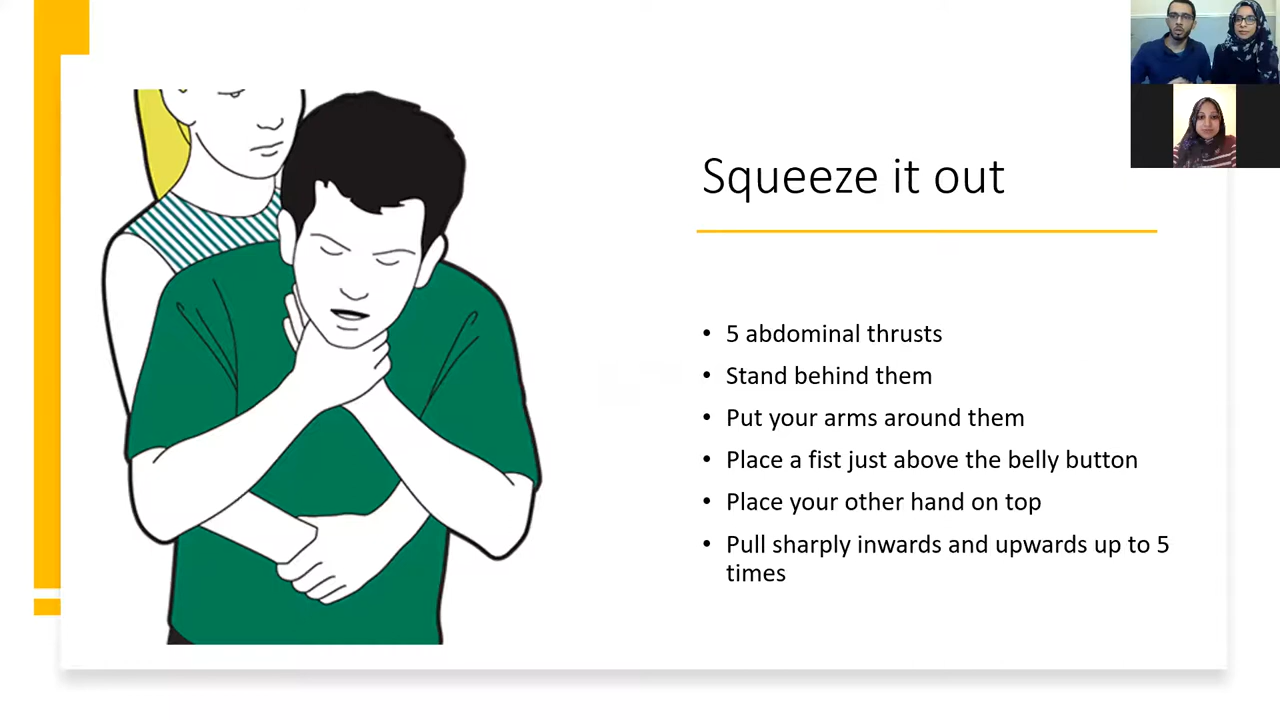 Squeeze it out
• 5 abdominal thrusts
• Stand behind them
• Put your arms around them
• Place a fist just above the belly button
• Place your other hand on top
• Pull sharply inwards and upwards up to 5
times